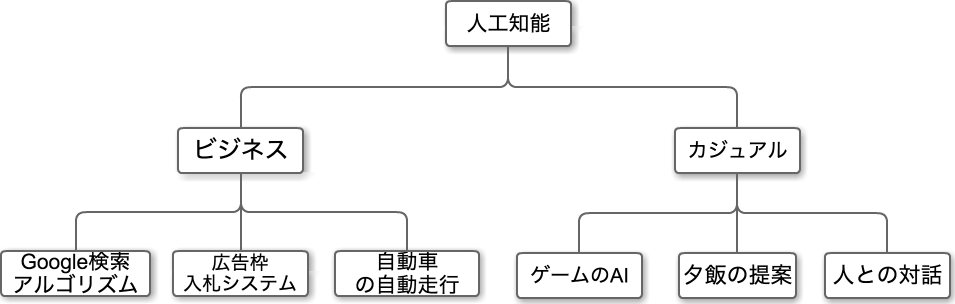 人工知能
ビジネス
カジュアル
Google検索
アルゴリズム
広告枠
入札システム
自動車
の自動走行
ゲームのAI
夕飯の提案
人との対話